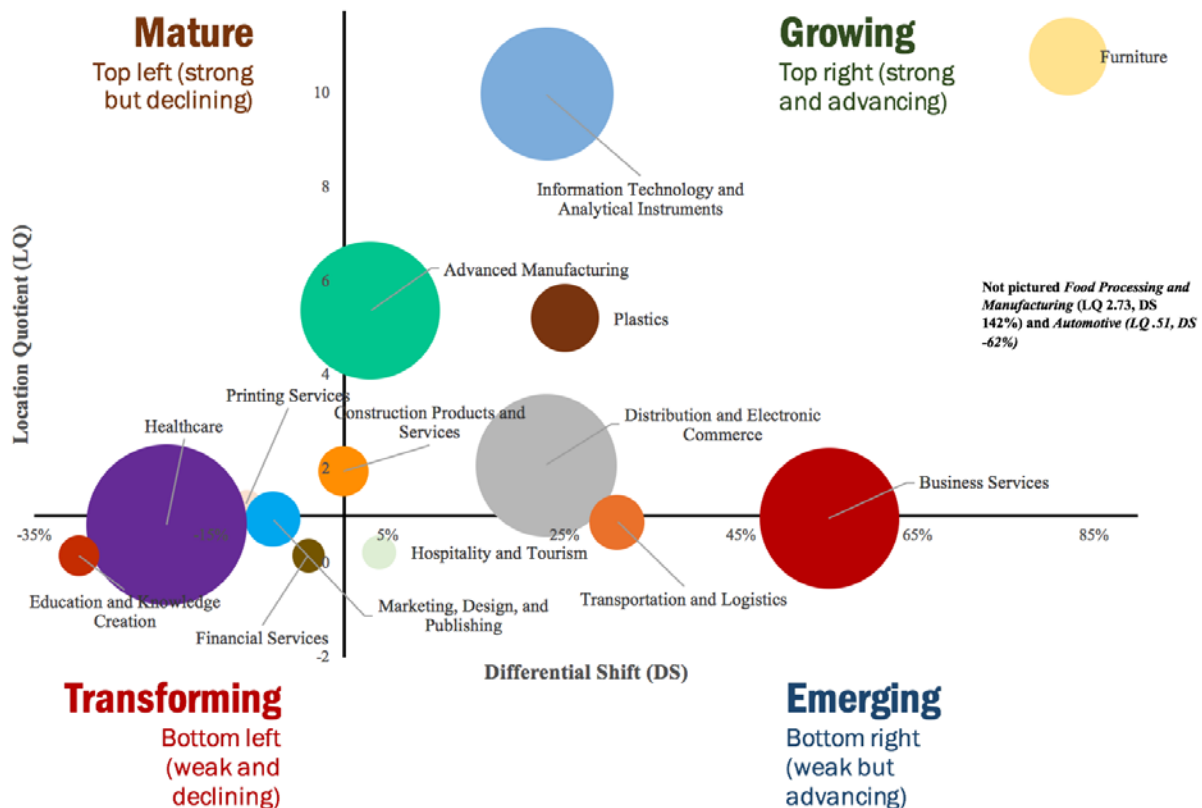 Mature
Top left (strong
but declining)
Growing
Top right (strong
and advancing)
Furniture
10
8
6
4
2
0
-2
Location Quotient (LQ)
Information Technology and
Analytical Instruments
Advanced Manufacturing
Plastics
Not pictured Food Processing and
Manufacturing (LQ 2.73, DS
142%) and Automotive (LQ .51, DS
-62%)
Printing Services
Healthcare
Construction Products and
Services
Distribution and Electronic
Commerce
Business Services
-35%
-15%
5%
25%
45%
65%
85%
Hospitality and Tourism
Education and Knowledge
Creation
Financial Services
Marketing, Design, and
Publishing
Transportation and Logistics
Differential Shift (DS)
Transforming
Bottom left
(weak and
declining)
Emerging
Bottom right
(weak but
advancing)